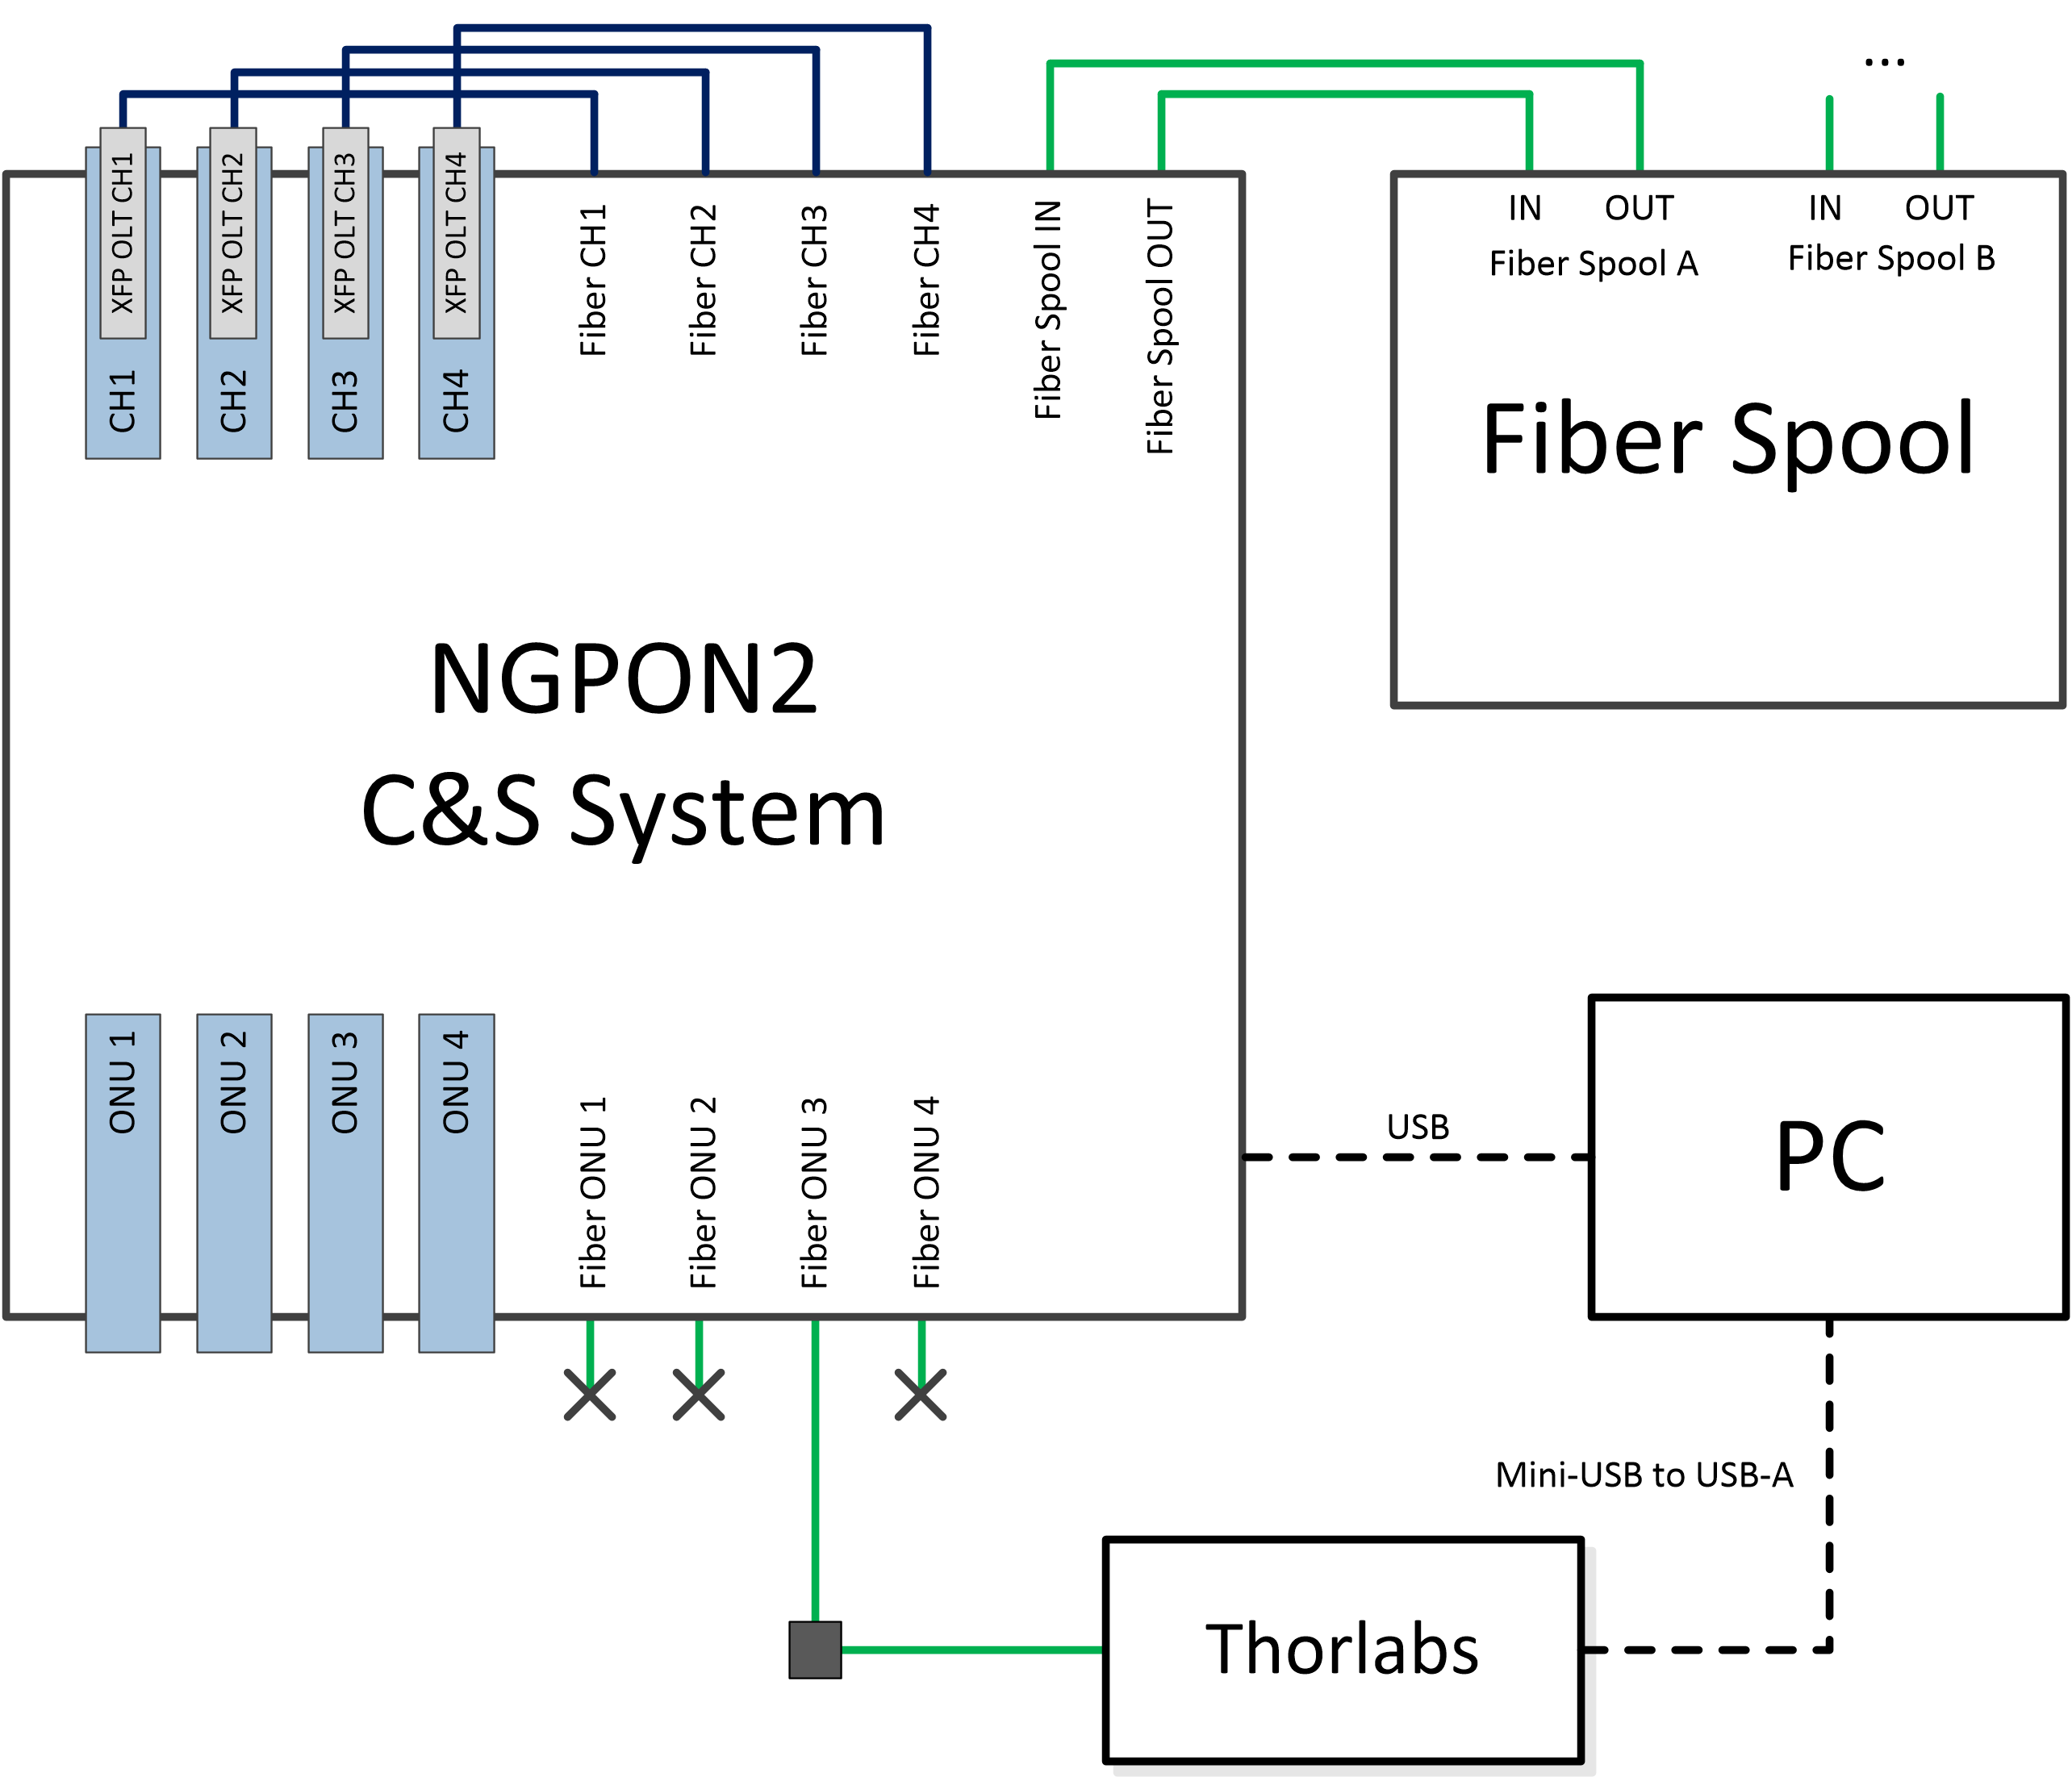 ...
XFP OLT CH1
XFP OLT CH2
XFP OLT CH3
XFP OLT CH4
CH1
CH2
CH3
CH4
Fiber CH1
Fiber CH2
Fiber CH3
Fiber CH4
Fiber Spool IN
Fiber Spool OUT
IN OUT
Fiber Spool A
IN OUT
Fiber Spool B
Fiber Spool
NGPON2
C&S System
ONU 1
ONU 2
ONU 3
ONU 4
Fiber ONU 1
Fiber ONU 2
Fiber ONU 3
Fiber ONU 4
USB
PC
Mini-USB to USB-A
Thorlabs